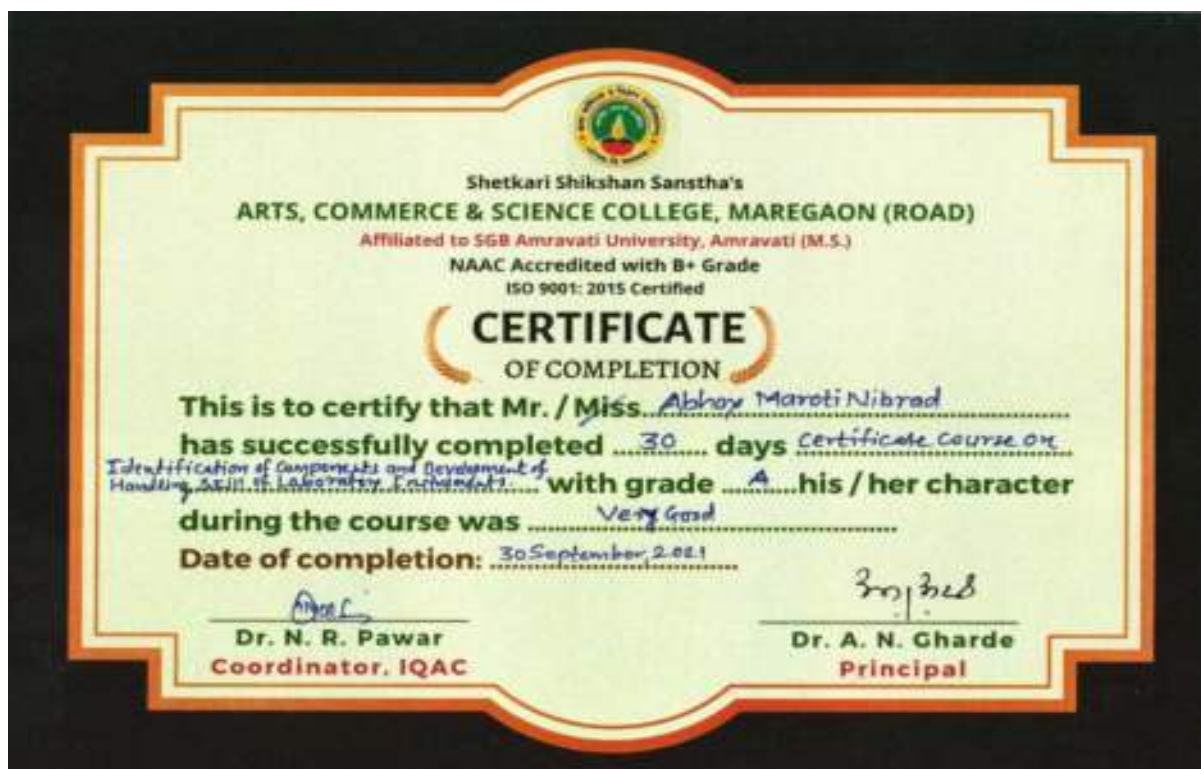 Shetkari Shikshan Sanstha's
ARTS, COMMERCE & SCIENCE COLLEGE, MAREGAON (ROAD)
Affiliated to SGB Amravati University, Amravati (M.S.)
NAAC Accredited with B+ Grade
ISO 9001: 2015 Certified
CERTIFICATE
OF COMPLETION
This is to certify that Mr. / Miss Abhay Maroti Nibrad
has successfully completed 30 days Certificate Course on
Identification of Components and Development of
Handling Skill of Laboratory Instruments. with grade A his / her character
during the course was Very Good
Date of completion: 30 September, 2021
Dr. N. R. Pawar
Coordinator, IQAC
Dr. A. N. Gharde
Principal